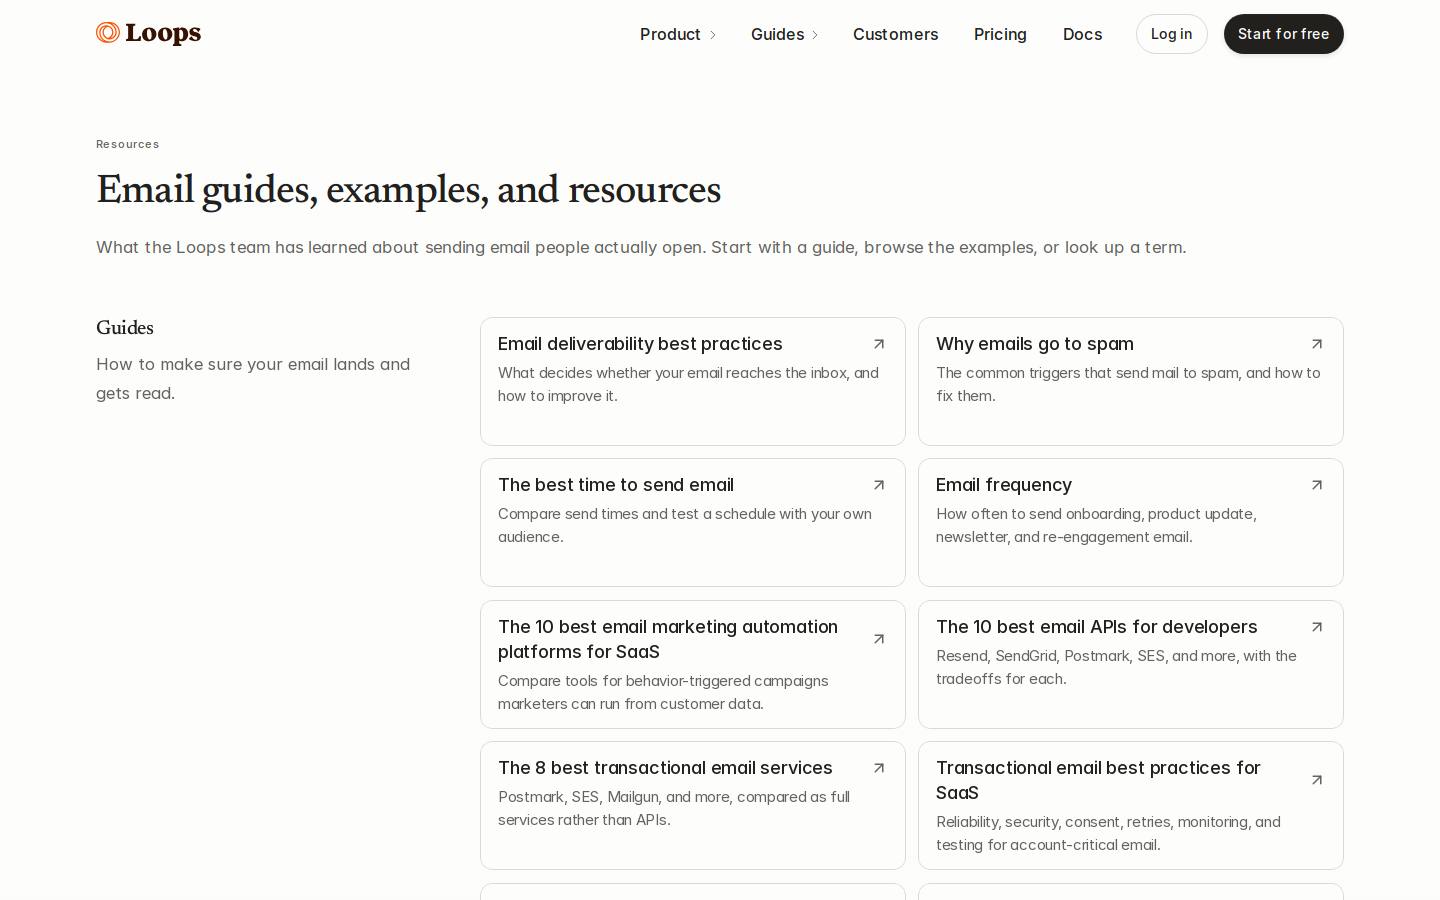 Loops
Product
Guides
Customers
Pricing
Docs
Log in
Start for free
Resources
Email guides, examples, and resources
What the Loops team has learned about sending email people actually open. Start with a guide, browse the examples, or look up a term.
Guides
How to make sure your email lands and
gets read.
Email deliverability best practices
What decides whether your email reaches the inbox, and
how to improve it.
Why emails go to spam
The common triggers that send mail to spam, and how to
fix them.
The best time to send email
Compare send times and test a schedule with your own
audience.
Email frequency
How often to send onboarding, product update,
newsletter, and re-engagement email.
The 10 best email marketing automation
platforms for SaaS
Compare tools for behavior-triggered campaigns
marketers can run from customer data.
The 10 best email APIs for developers
Resend, SendGrid, Postmark, SES, and more, with the
tradeoffs for each.
The 8 best transactional email services
Postmark, SES, Mailgun, and more, compared as full
services rather than APIs.
Transactional email best practices for
SaaS
Reliability, security, consent, retries, monitoring, and
testing for account-critical email.